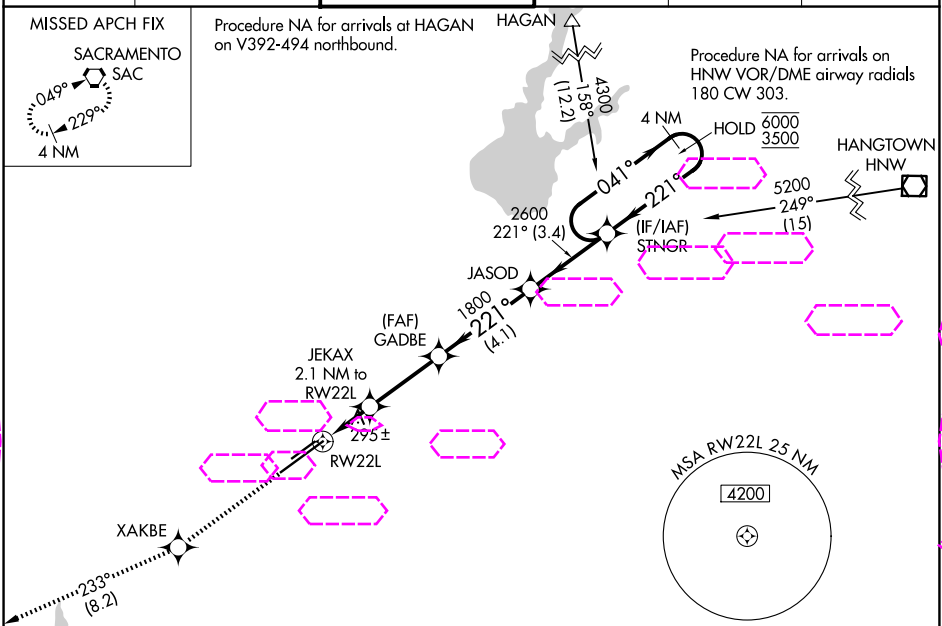 MISSED APCH FIX
SACRAMENTO
SAC
049°
229°
4 NM
Procedure NA for arrivals at HAGAN
on V392-494 northbound.
HAGAN
4300
158°
(12.2)
Procedure NA for arrivals on
HNW VOR/DME airway radials
180 CW 303.
4 NM
HOLD
6000
3500
HANGTOWN
HNW
041°
221°
5200
249°
(15)
2600
221° (3.4)
(IF/IAF)
STNGR
JASOD
1800
221°
(4.1)
(FAF)
GADBE
JEKAX
2.1 NM to
RW22L
295±
RW22L
MSA RW22L 25 NM
4200
XAKBE
233°
(8.2)